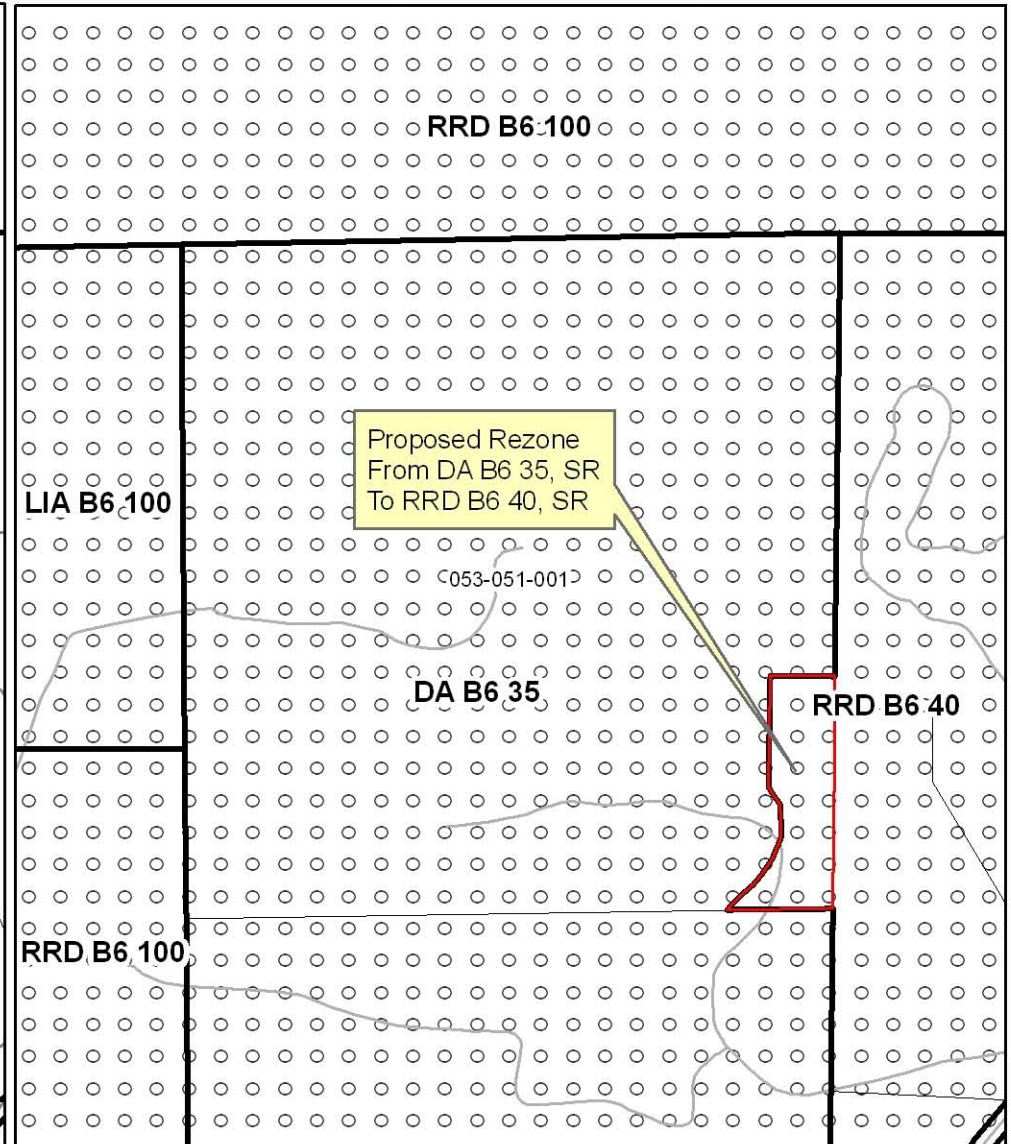 RRD B6 100
Proposed Rezone
From DA B6 35, SR
To RRD B6 40, SR
LIA B6 100
053-051-001
DA B6 35
RRD B6 40
RRD B6 100